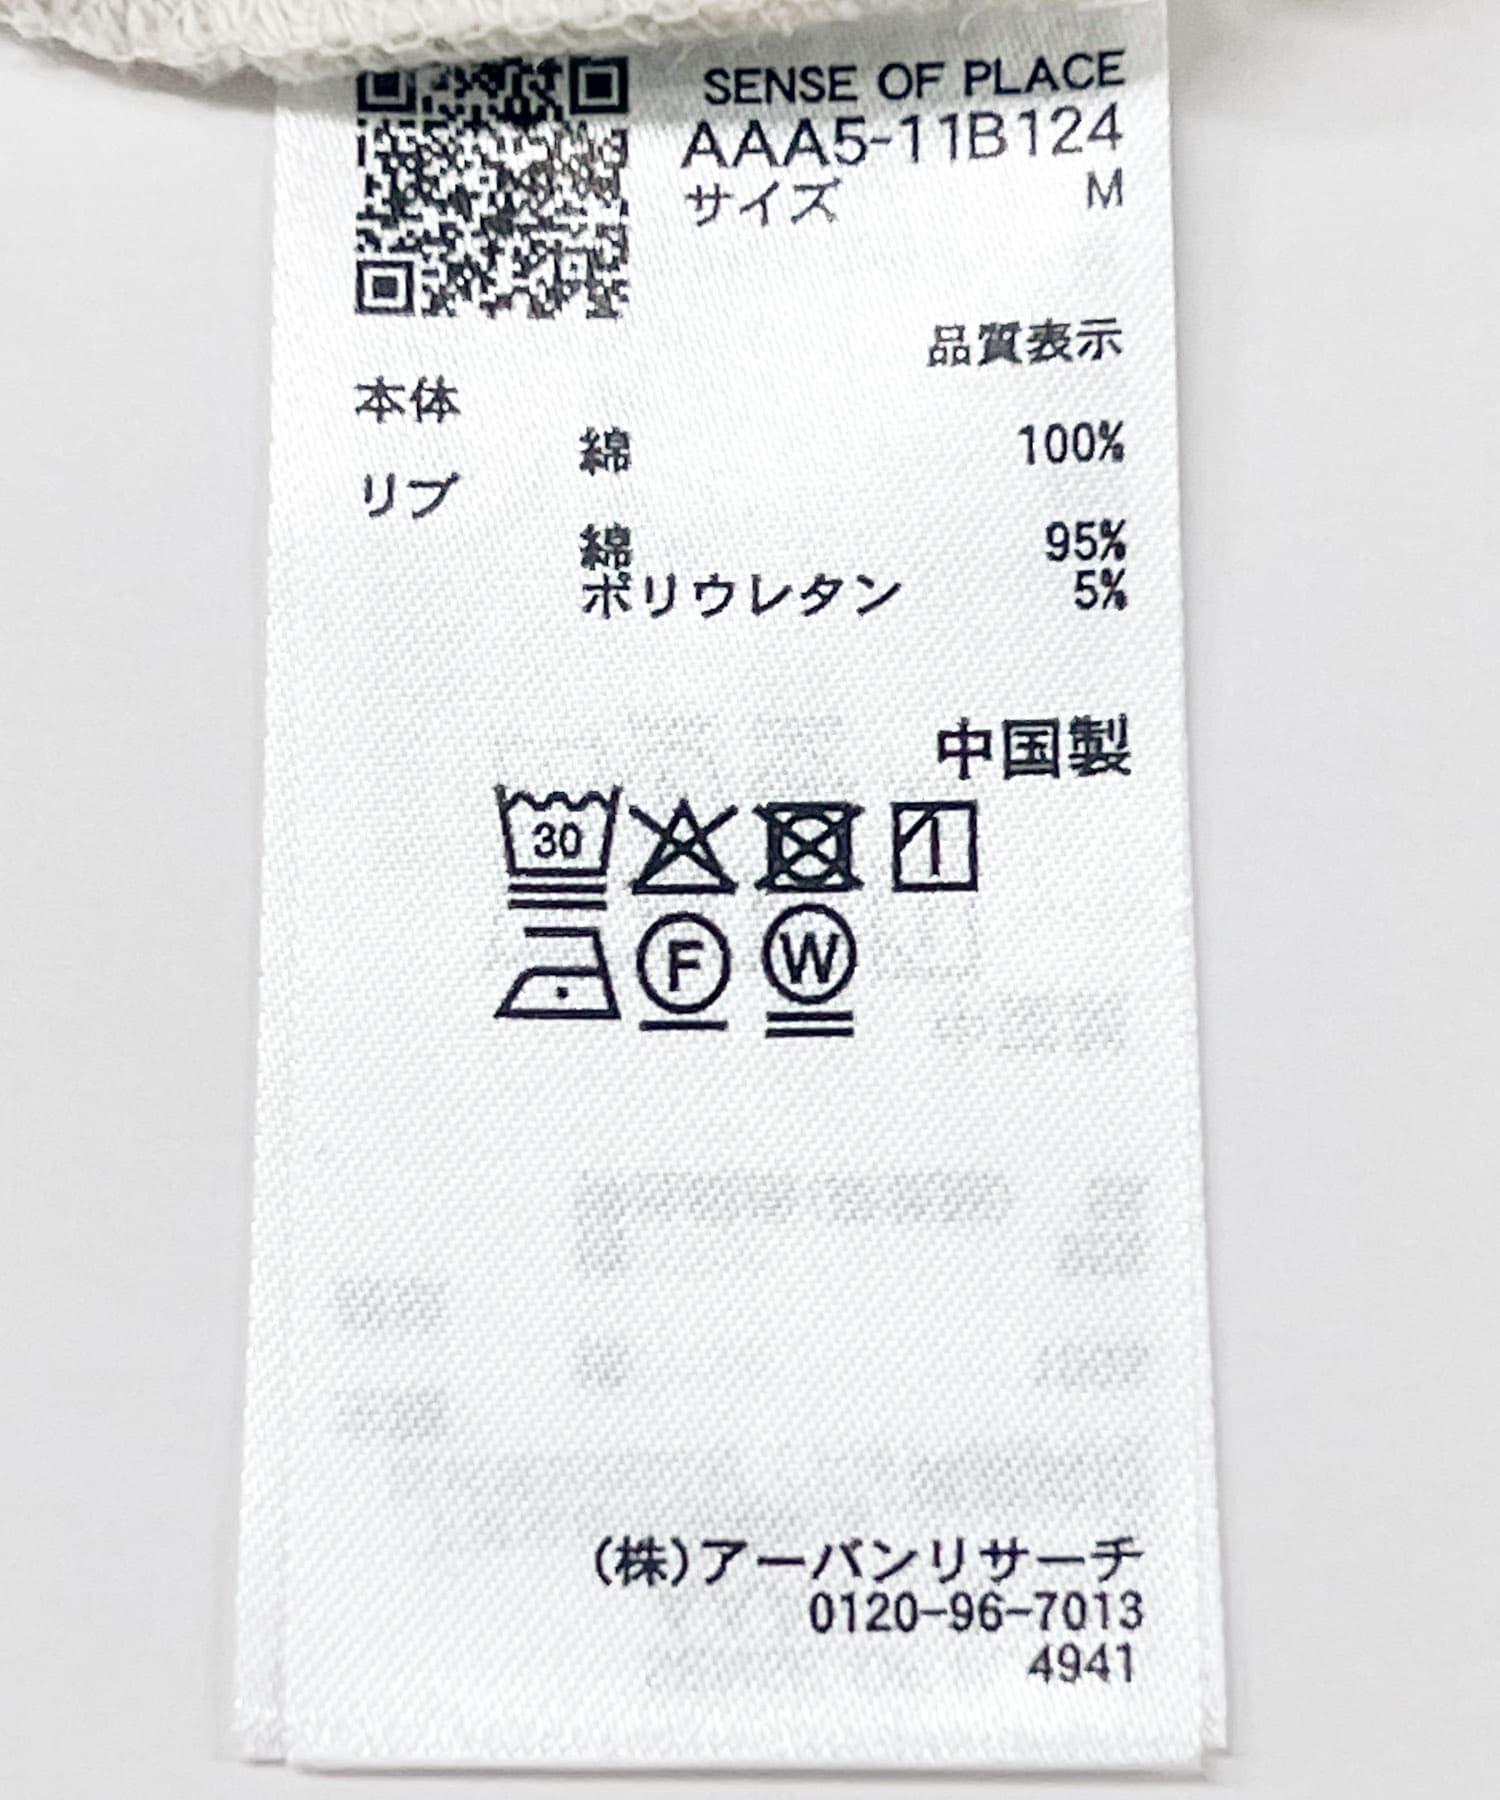 SENSE OF PLACE
AAA5-11B124
サイズ M
品質表示
本体
綿 100%
リブ
綿 95%
ポリウレタン 5%
中国製
30
F W
(株)アーバンリサーチ
0120-96-7013
4941